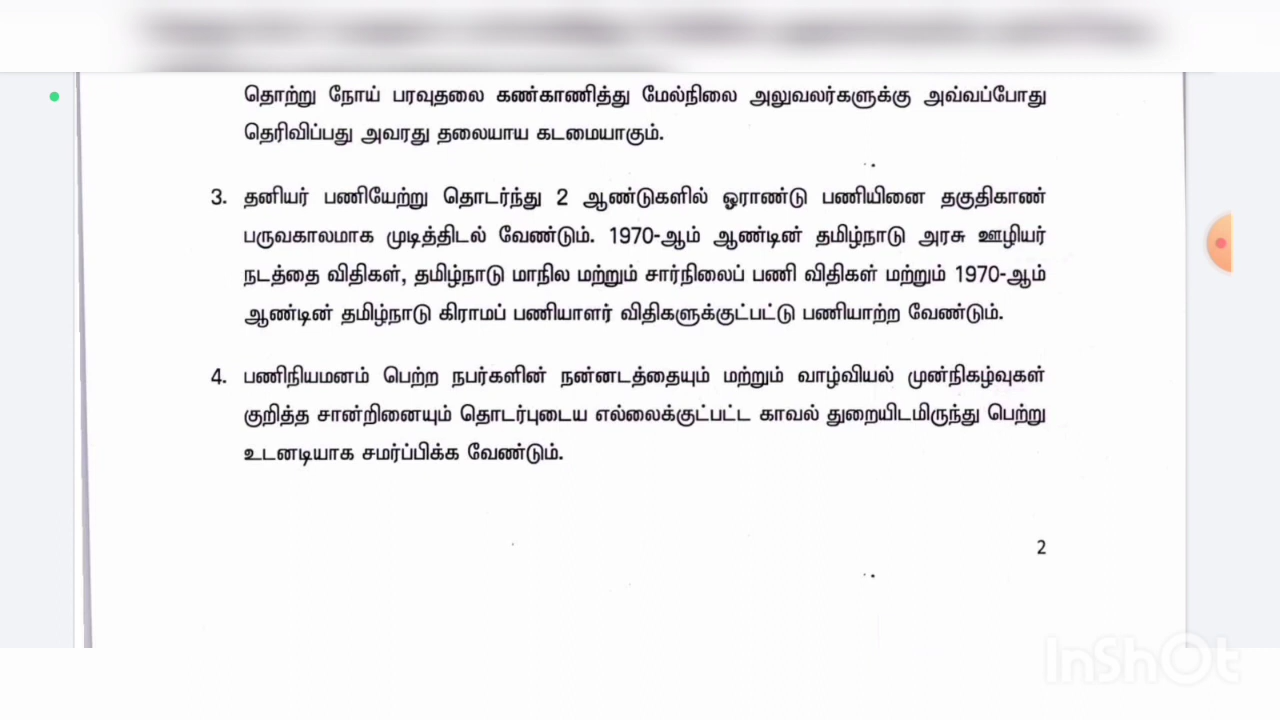 தொற்று நோய் பரவுதலை கண்காணித்து மேல்நிலை அலுவலர்களுக்கு அவ்வப்போது
தெரிவிப்பது அவரது தலையாய கடமையாகும்.
3. தனியர் பணியேற்று தொடர்ந்து 2 ஆண்டுகளில் ஓராண்டு பணியினை தகுதிகாண்
பருவகாலமாக முடித்திடல் வேண்டும். 1970-ஆம் ஆண்டின் தமிழ்நாடு அரசு ஊழியர்
நடத்தை விதிகள், தமிழ்நாடு மாநில மற்றும் சார்நிலைப் பணி விதிகள் மற்றும் 1970-ஆம்
ஆண்டின் தமிழ்நாடு கிராமப் பணியாளர் விதிகளுக்குட்பட்டு பணியாற்ற வேண்டும்.
4. பணிநியமனம் பெற்ற நபர்களின் நன்னடத்தையும் மற்றும் வாழ்வியல் முன்நிகழ்வுகள்
குறித்த சான்றினையும் தொடர்புடைய எல்லைக்குட்பட்ட காவல் துறையிடமிருந்து பெற்று
உடனடியாக சமர்ப்பிக்க வேண்டும்.
2
InShOt